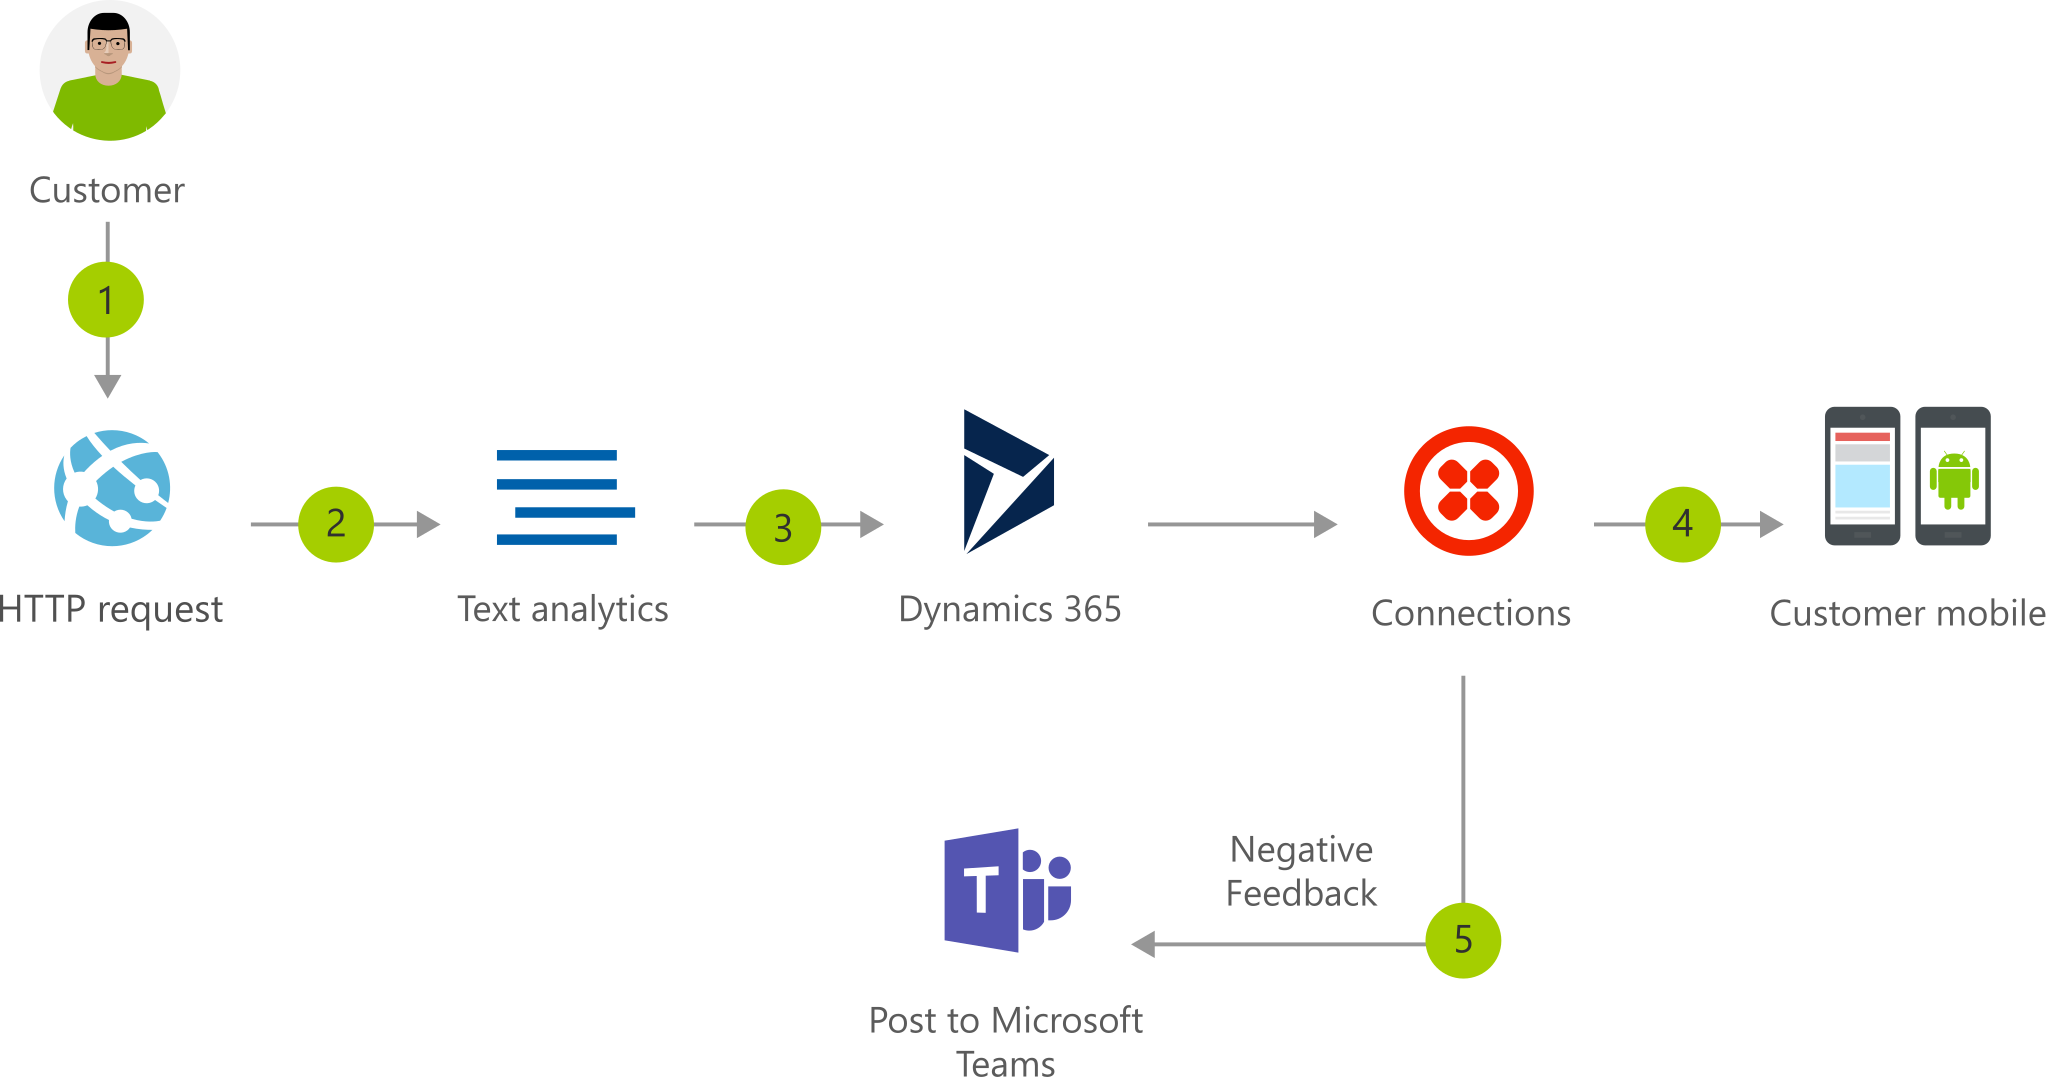 Customer
1
HTTP request
2
Text analytics
3
Dynamics 365
Connections
4
Customer mobile
Negative
Feedback
5
T
Post to Microsoft
Teams